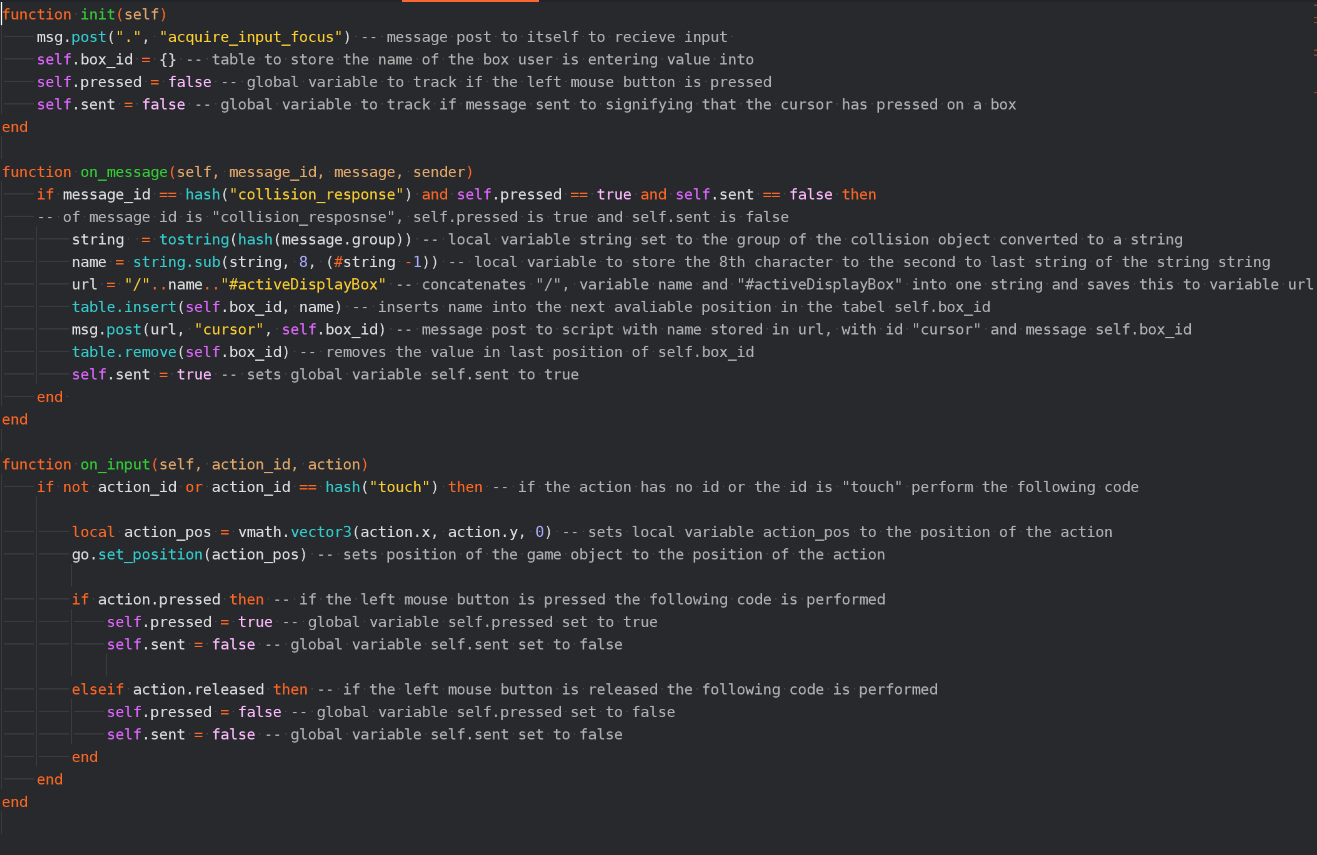 function init(self)
    msg.post(".", "acquire_input_focus") -- message post to itself to recieve input
    self.box_id = {} -- table to store the name of the box user is entering value into
    self.pressed = false -- global variable to track if the left mouse button is pressed
    self.sent = false -- global variable to track if message sent to signifying that the cursor has pressed on a box
end

function on_message(self, message_id, message, sender)
    if message_id == hash("collision_response") and self.pressed == true and self.sent == false then
    -- of message id is "collision_resposnse", self.pressed is true and self.sent is false
        string  = tostring(hash(message.group)) -- local variable string set to the group of the collision object converted to a string
        name = string.sub(string, 8, (#string -1)) -- local variable to store the 8th character to the second to last string of the string string
        url = "/"..name.."#activeDisplayBox" -- concatenates "/", variable name and "#activeDisplayBox" into one string and saves this to variable url
        table.insert(self.box_id, name) -- inserts name into the next avaliable position in the tabel self.box_id
        msg.post(url, "cursor", self.box_id) -- message post to script with name stored in url, with id "cursor" and message self.box_id
        table.remove(self.box_id) -- removes the value in last position of self.box_id
        self.sent = true -- sets global variable self.sent to true
    end
end

function on_input(self, action_id, action)
    if not action_id or action_id == hash("touch") then -- if the action has no id or the id is "touch" perform the following code

        local action_pos = vmath.vector3(action.x, action.y, 0) -- sets local variable action_pos to the position of the action
        go.set_position(action_pos) -- sets position of the game object to the position of the action

        if action.pressed then -- if the left mouse button is pressed the following code is performed
            self.pressed = true -- global variable self.pressed set to true
            self.sent = false -- global variable self.sent set to false

        elseif action.released then -- if the left mouse button is released the following code is performed
            self.pressed = false -- global variable self.pressed set to false
            self.sent = false -- global variable self.sent set to false
        end
    end
end